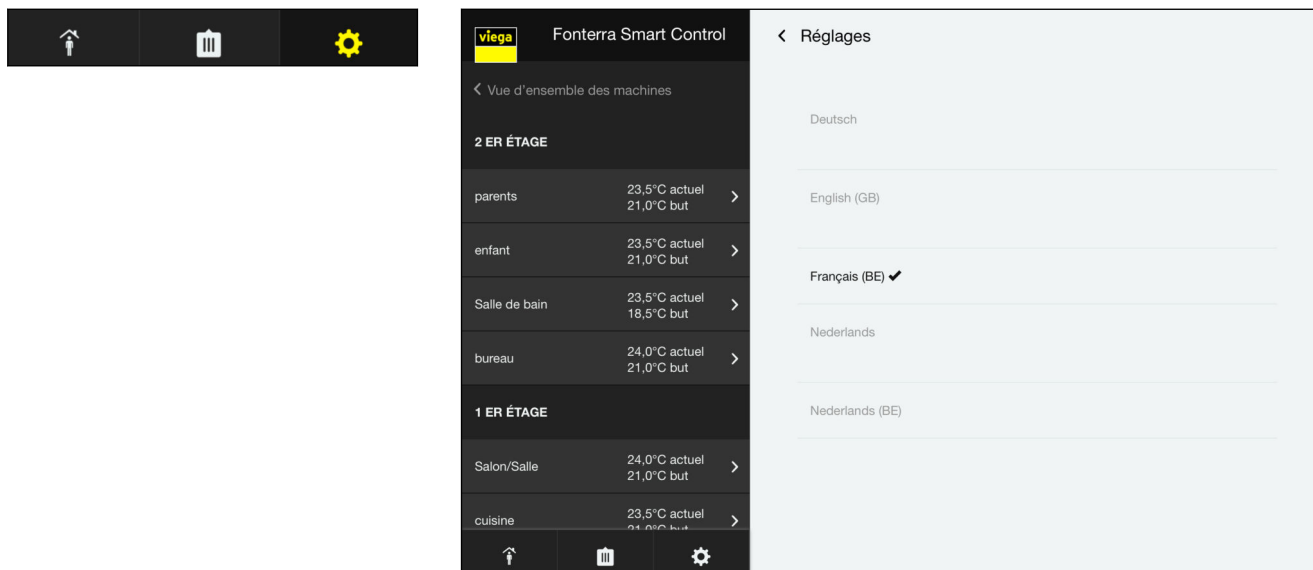 viega
Fonterra Smart Control
Vue d'ensemble des machines
2 ER ÉTAGE
parents
23,5°C actuel
21,0°C but
enfant
23,5°C actuel
21,0°C but
Salle de bain
23,5°C actuel
18,5°C but
bureau
24,0°C actuel
21,0°C but
1 ER ÉTAGE
Salon/Salle
24,0°C actuel
21,0°C but
cuisine
23,5°C actuel
21,0°C but
Réglages
Deutsch
English (GB)
Français (BE) ✔
Nederlands
Nederlands (BE)